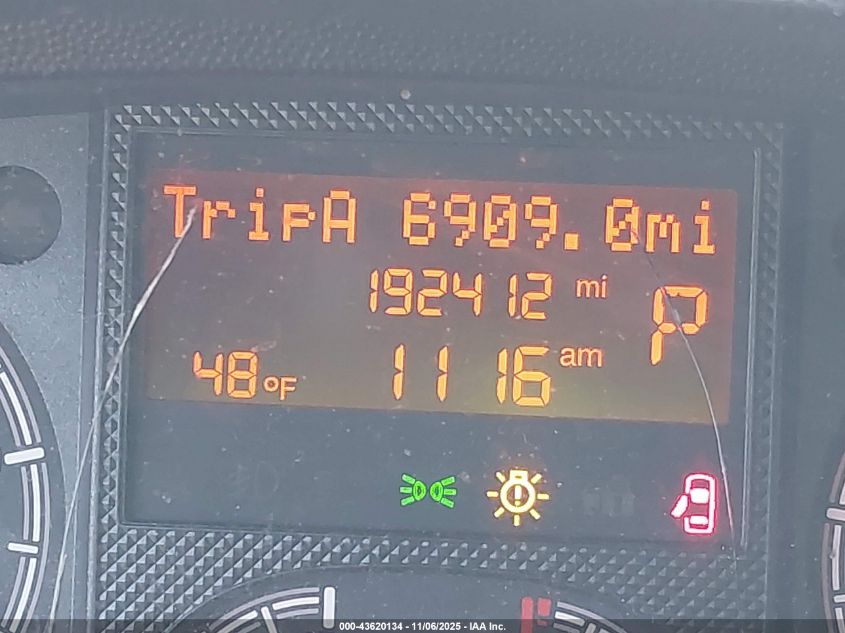 TripA 6909.0mi
192412 mi
P
48°F 11 16 am
000-43620134 - 11/06/2025 - IAA Inc.